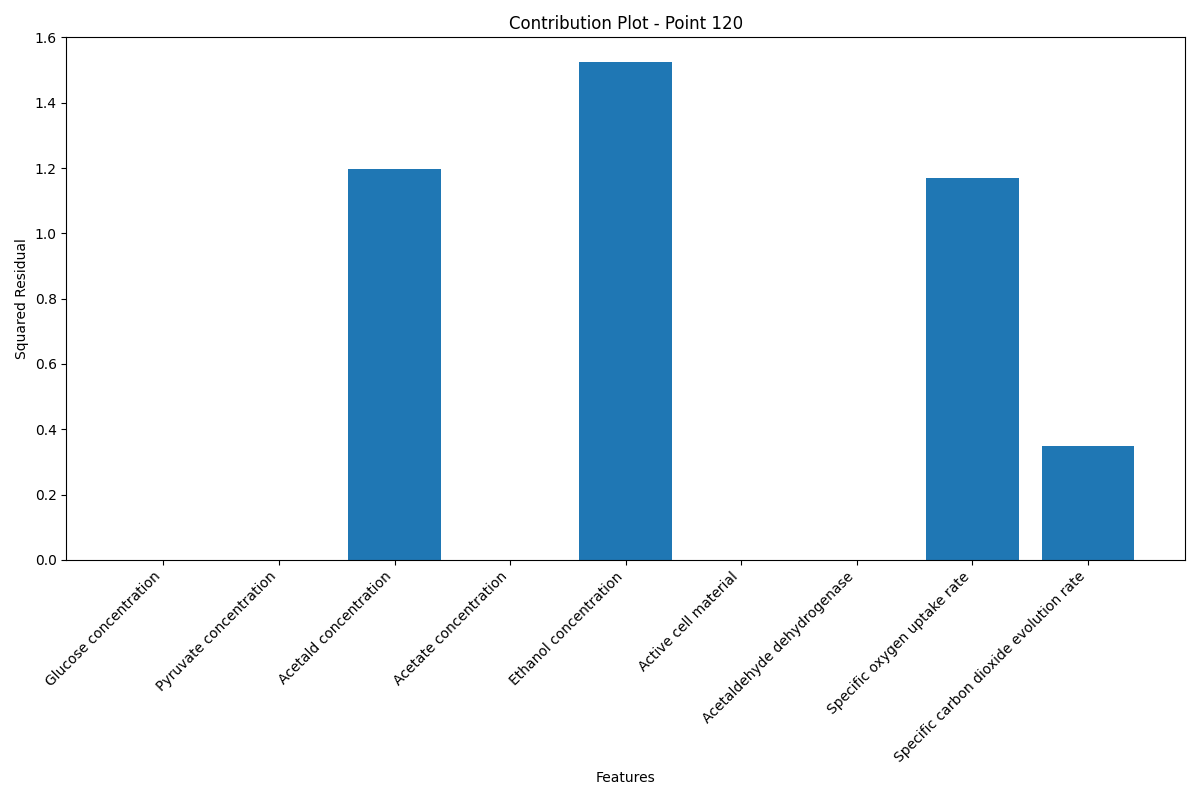 Contribution Plot - Point 120
1.6
1.4
1.2
1.0
0.8
0.6
0.4
0.2
0.0
Squared Residual
Glucose concentration
Pyruvate concentration
Acetald concentration
Acetate concentration
Ethanol concentration
Active cell material
Acetaldehyde dehydrogenase
Specific oxygen uptake rate
Specific carbon dioxide evolution rate
Features